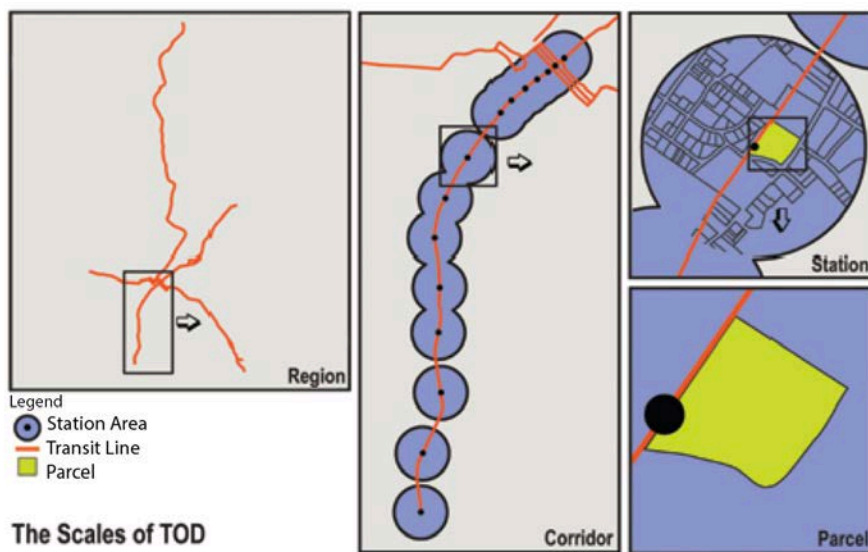 Region
Legend
Station Area
Transit Line
Parcel
The Scales of TOD
Corridor
Station
Parcel